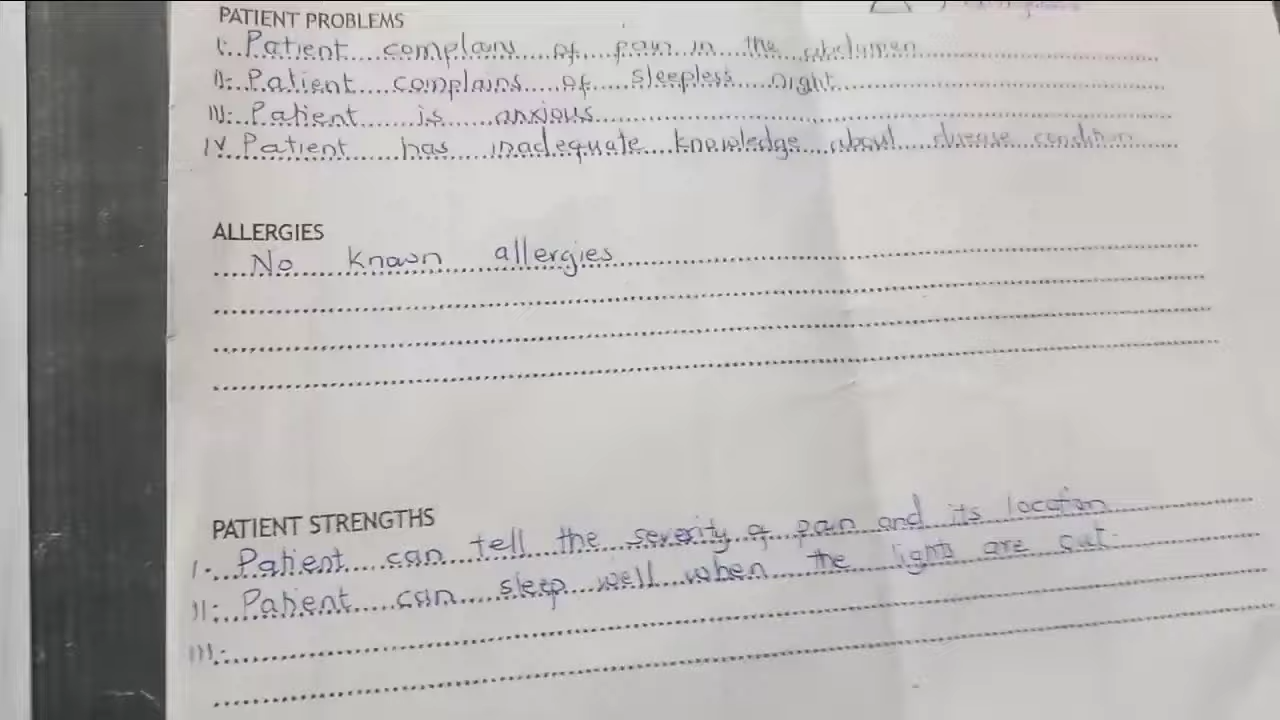 PATIENT PROBLEMS
I:. Patient complains of pain in the abdomen
II:. Patient complains of sleepless night
III:. Patient is anxious
IV. Patient has inadequate knowledge about disease condition
ALLERGIES
No known allergies
PATIENT STRENGTHS
I:. Patient can tell the severity of pain and its location
II:. Patient can sleep well when the lights are out.
III:.